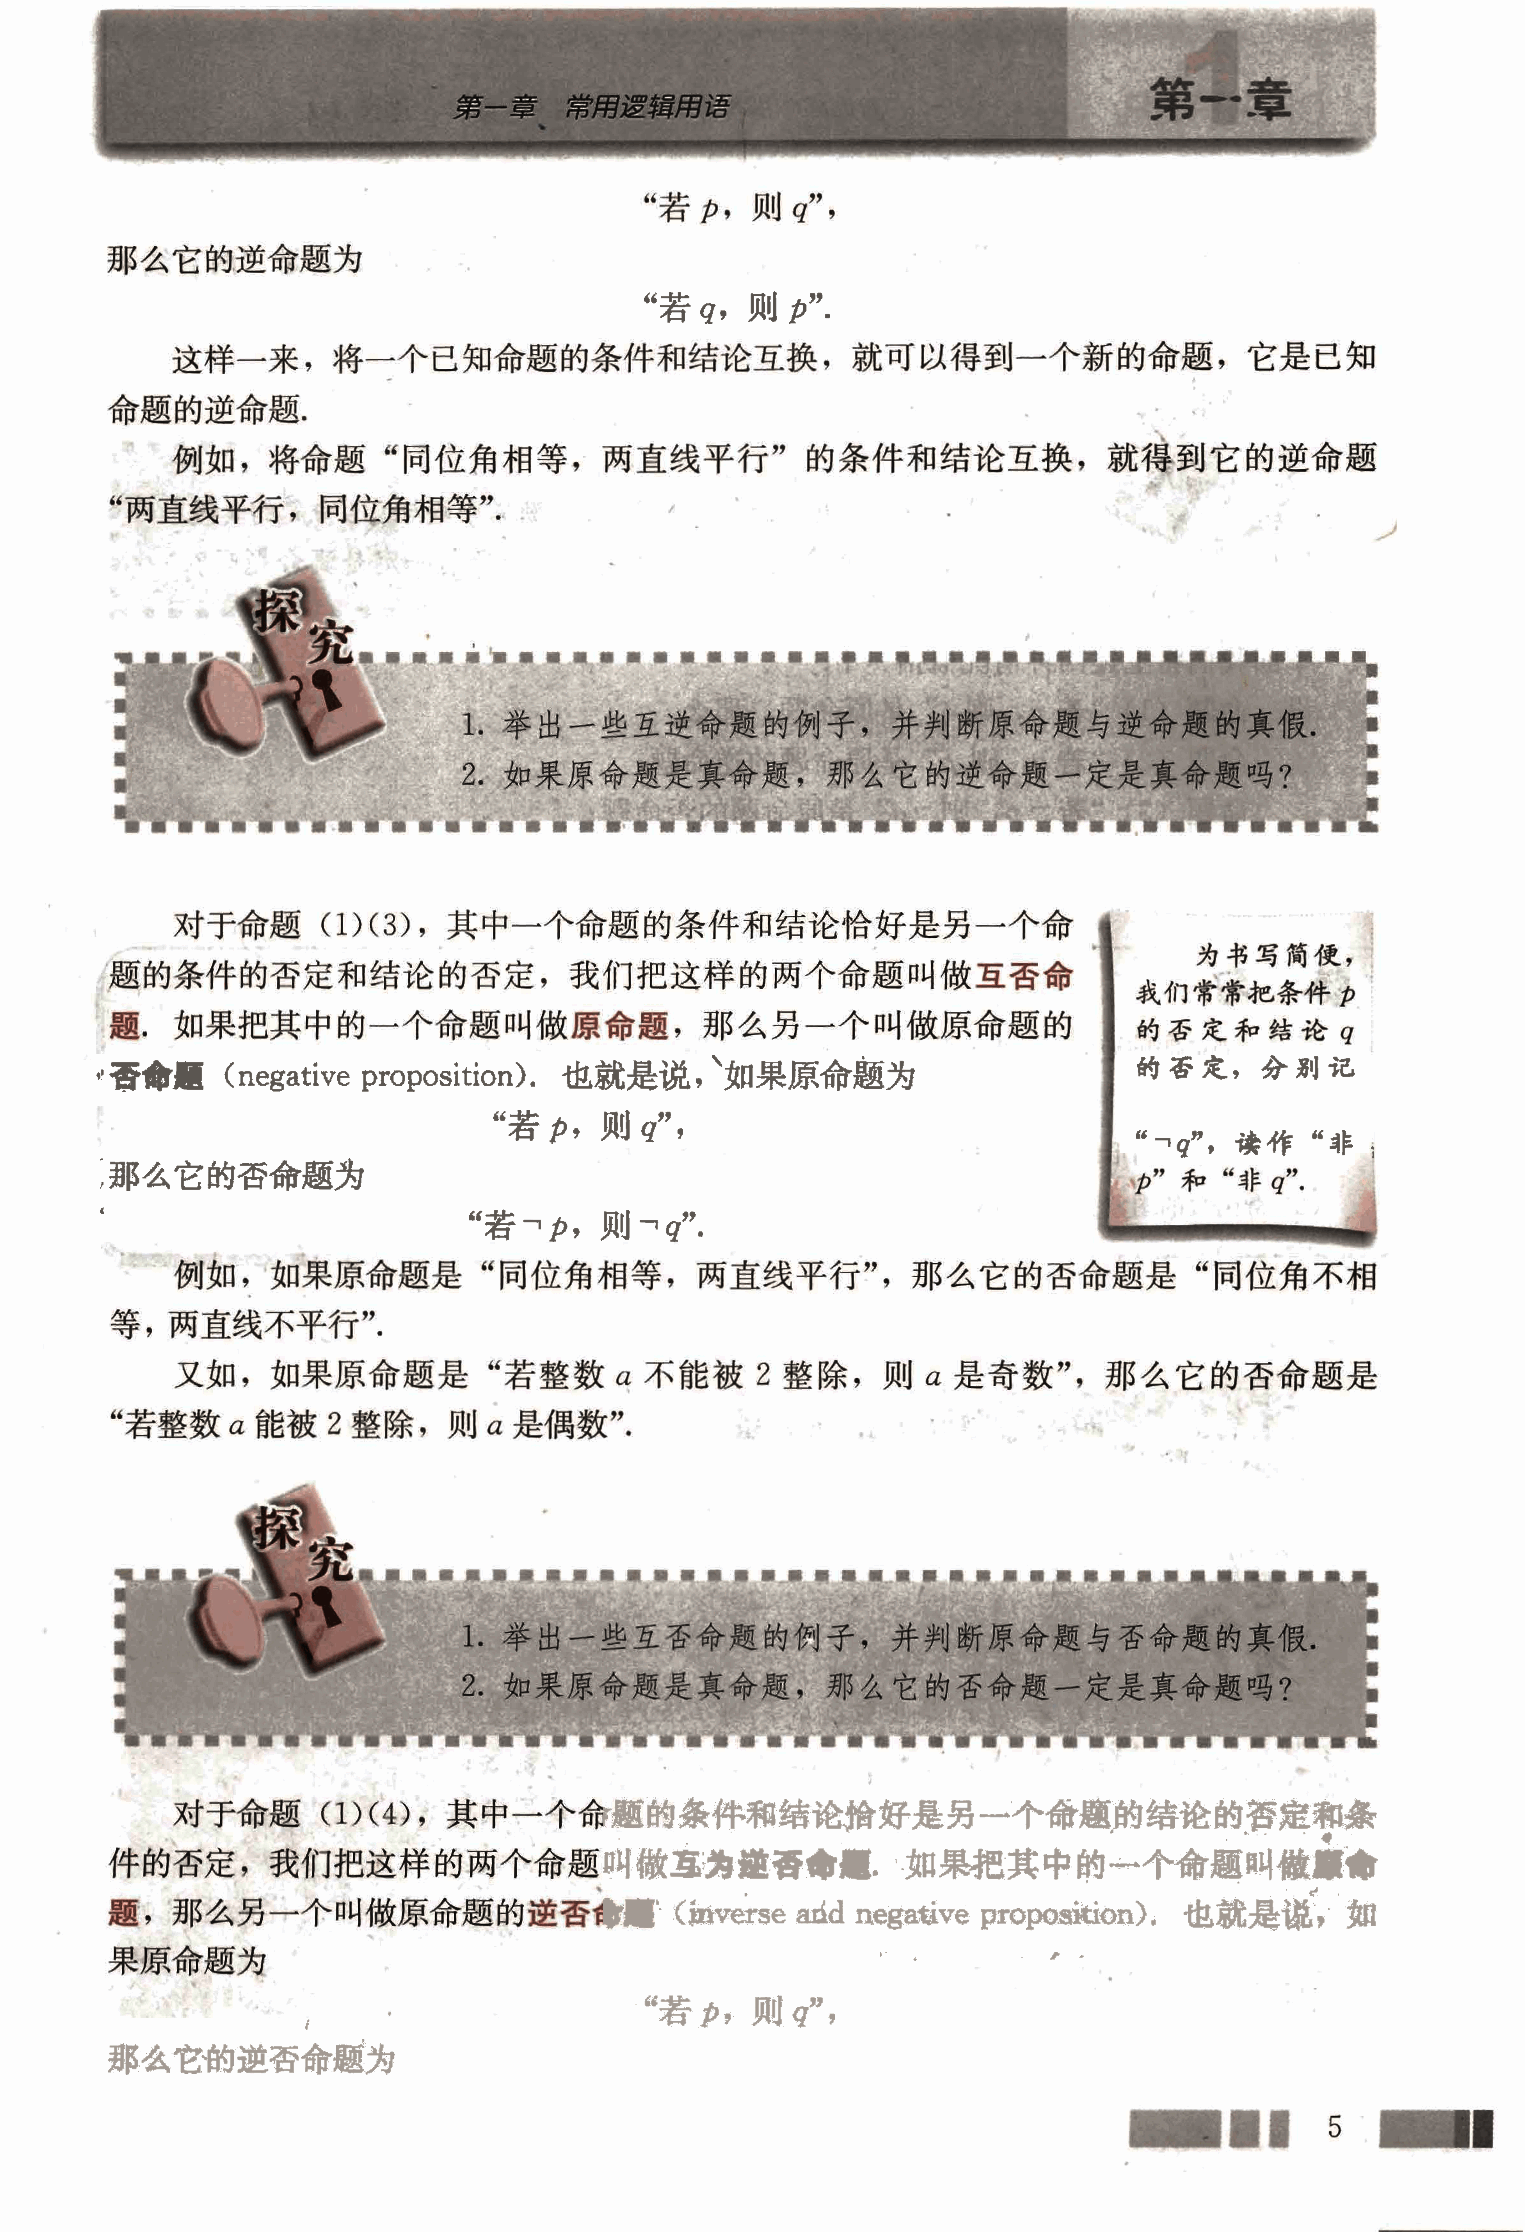 第一章 常用逻辑用语
第一章
“若 p，则 q”，
那么它的逆命题为
“若 q，则 p”.
这样一来，将一个已知命题的条件和结论互换，就可以得到一个新的命题，它是已知
命题的逆命题.
例如，将命题“同位角相等，两直线平行”的条件和结论互换，就得到它的逆命题
“两直线平行，同位角相等”.
探究
1. 举出一些互逆命题的例子，并判断原命题与逆命题的真假.
2. 如果原命题是真命题，那么它的逆命题一定是真命题吗?
对于命题（1)(3)，其中一个命题的条件和结论恰好是另一个命
题的条件的否定和结论的否定，我们把这样的两个命题叫做互否命
题. 如果把其中的一个命题叫做原命题，那么另一个叫做原命题的
否命题（negative proposition）. 也就是说，如果原命题为
“若 p，则 q”，
那么它的否命题为
“若 ¬p，则 ¬q”.
为书写简便，
我们常常把条件 p
的否定和结论 q
的否定，分别记
“¬q”，读作“非
p”和“非 q”.
例如，如果原命题是“同位角相等，两直线平行”，那么它的否命题是“同位角不相
等，两直线不平行”.
又如，如果原命题是“若整数 a 不能被 2 整除，则 a 是奇数”，那么它的否命题是
“若整数 a 能被 2 整除，则 a 是偶数”.
探究
1. 举出一些互否命题的例子，并判断原命题与否命题的真假.
2. 如果原命题是真命题，那么它的否命题一定是真命题吗?
对于命题（1)(4)，其中一个命题的条件和结论恰好是另一个命题的结论的否定和条
件的否定，我们把这样的两个命题叫做互为逆否命题. 如果把其中的一个命题叫做原命
题，那么另一个叫做原命题的逆否命题（inverse and negative proposition）. 也就是说，如
果原命题为
“若 p，则 q”，
那么它的逆否命题为
5